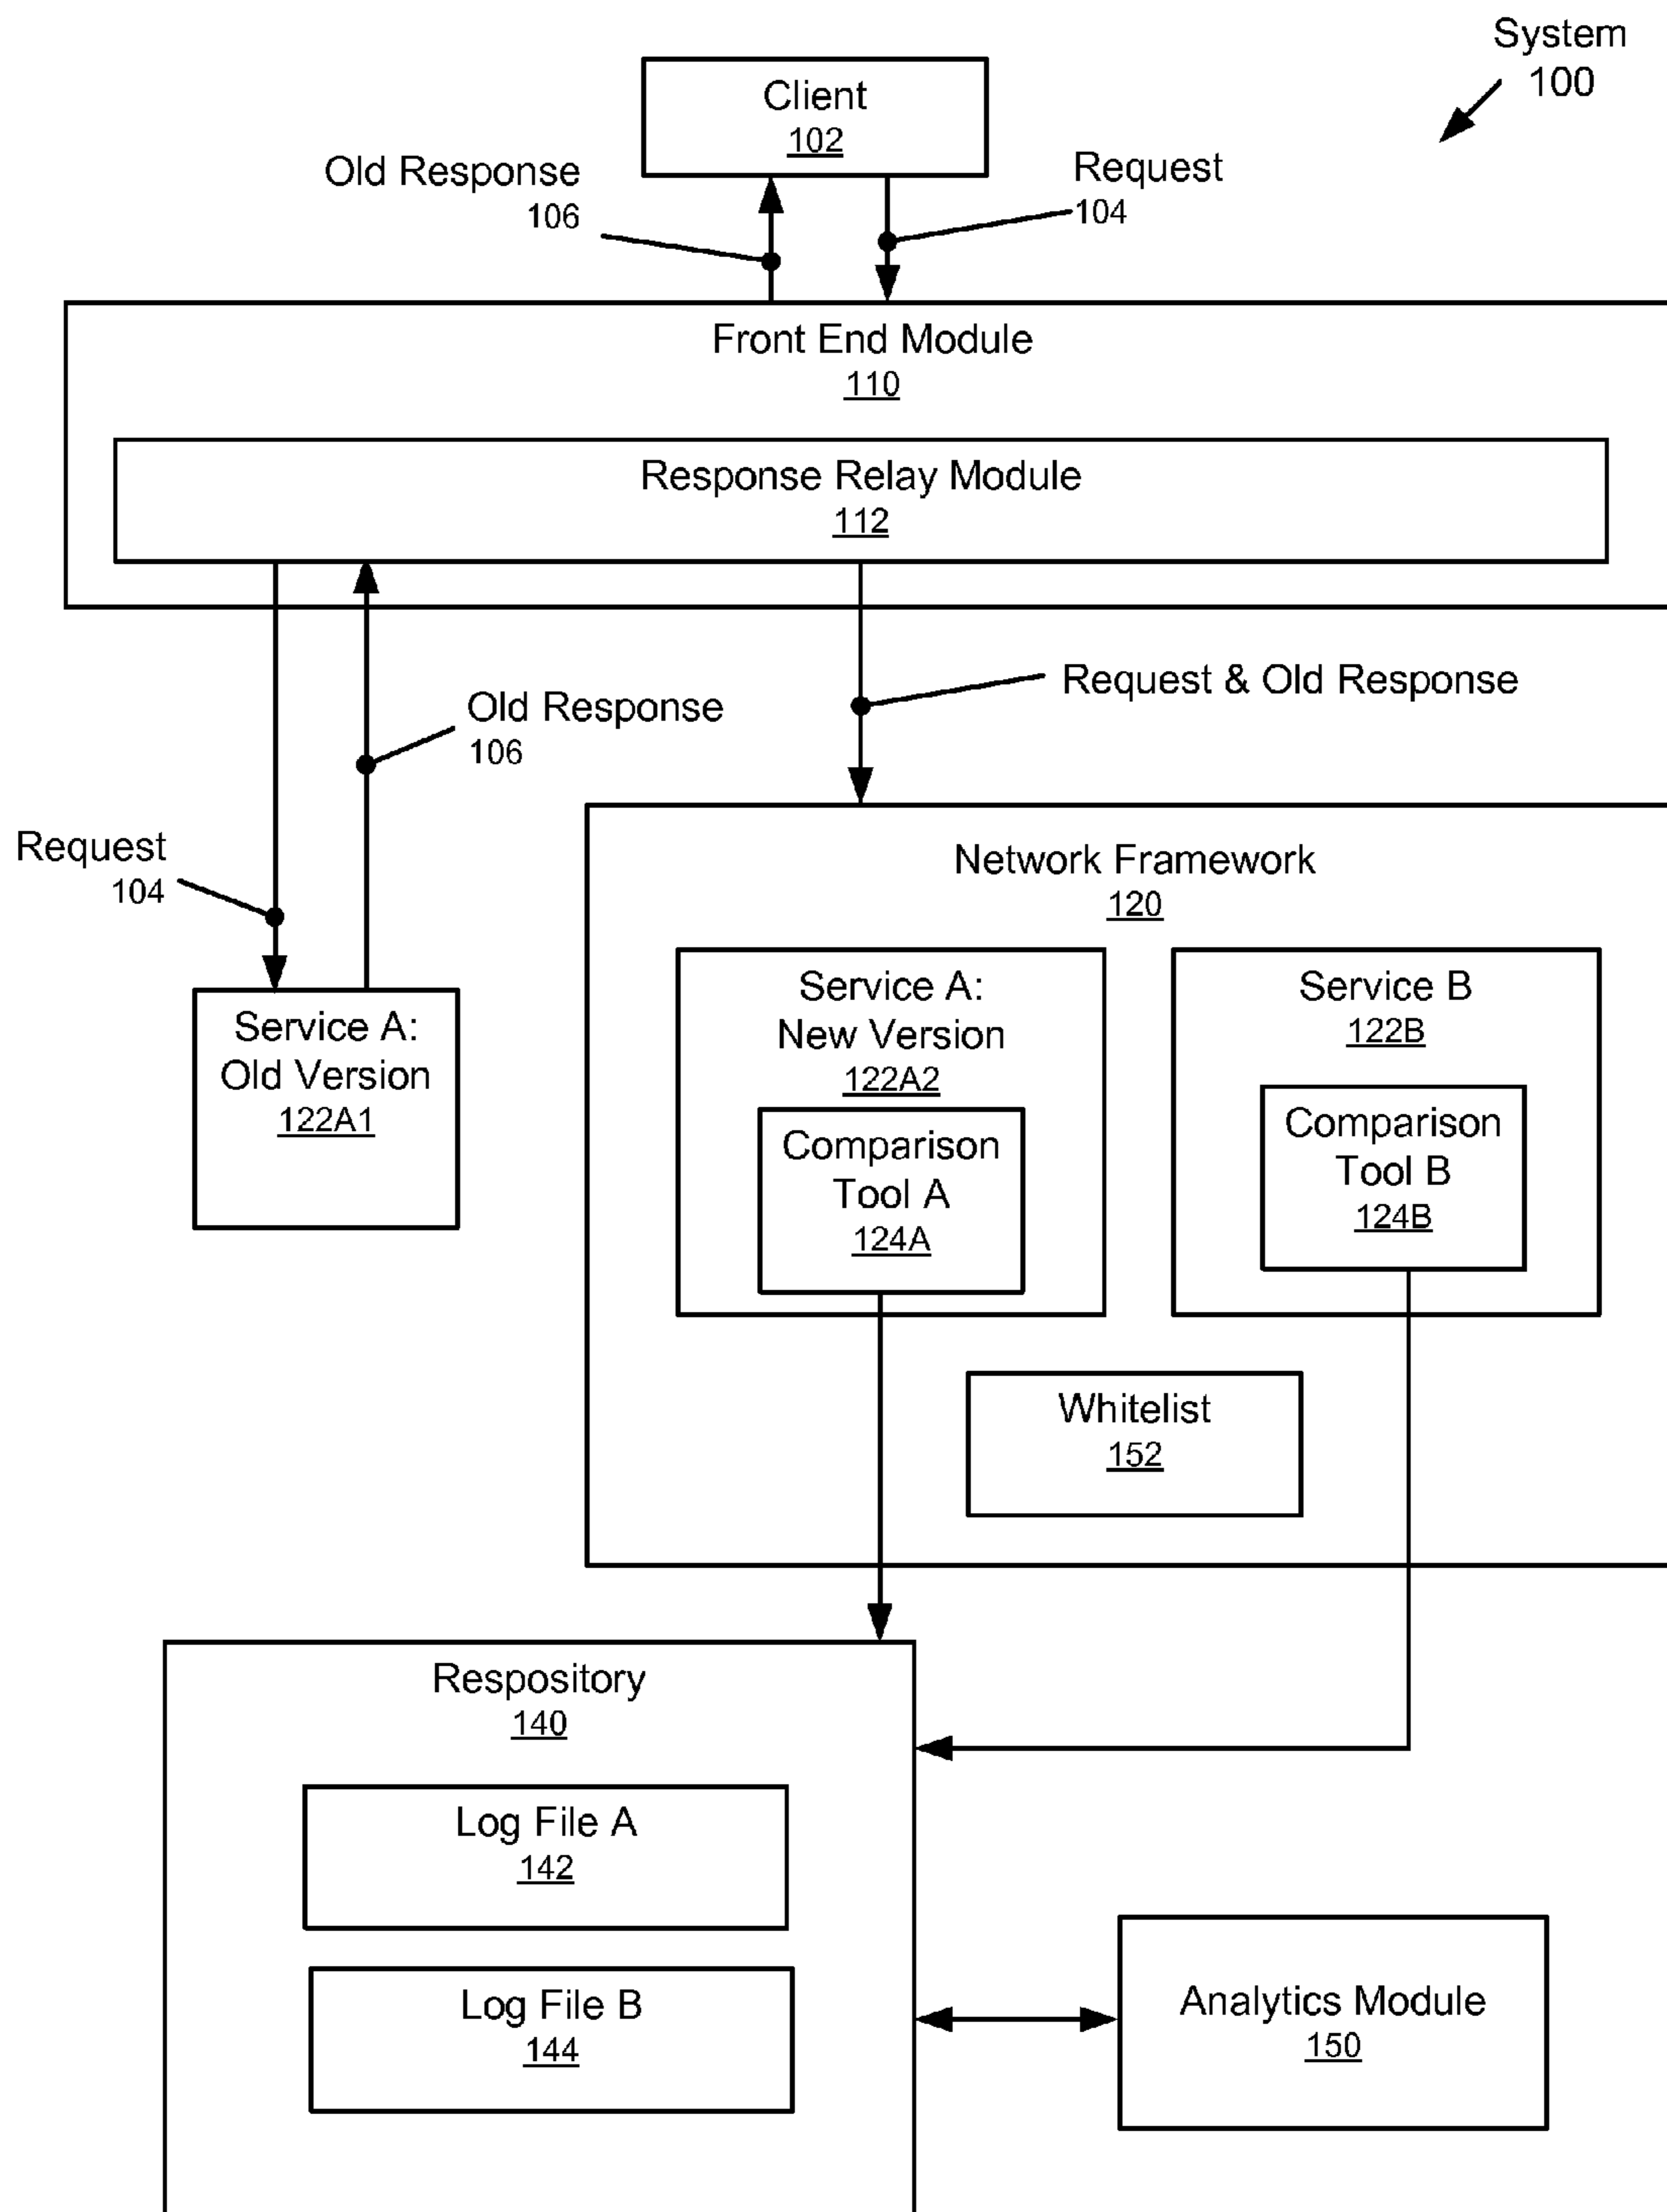 System
100
Client
102
Old Response
106
Request
104
Front End Module
110
Response Relay Module
112
Request & Old Response
Old Response
106
Request
104
Network Framework
120
Service A:
New Version
122A2
Comparison
Tool A
124A
Service B
122B
Comparison
Tool B
124B
Service A:
Old Version
122A1
Whitelist
152
Respository
140
Log File A
142
Log File B
144
Analytics Module
150